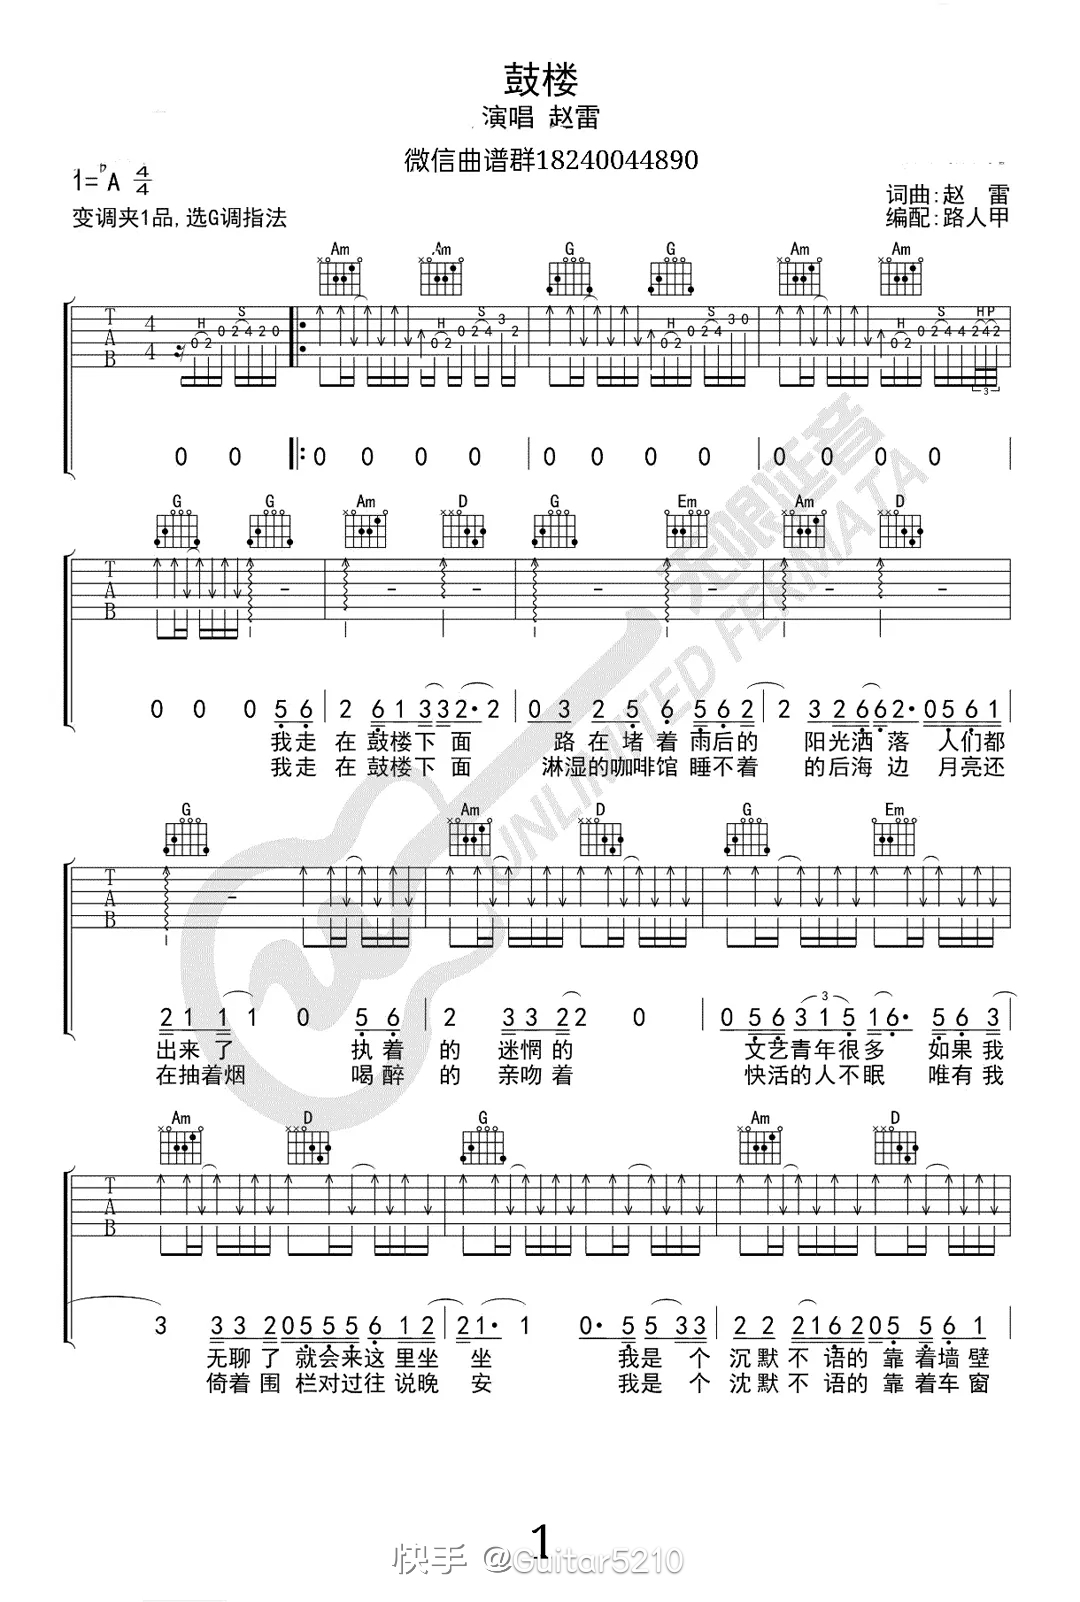 鼓楼
演唱 赵雷
微信曲谱群18240044890
1=♭A 4/4
词曲:赵 雷
变调夹1品,选G调指法
编配:路人甲
Am Am G G Am Am
H S H S 3 H S 3 0 H S HP
T A B 4 4 0 2 0 2 4 2 0 0 2 0 2 4 2 0 2 0 2 4 0 2 0 2 4 4 2 4 2
3
0 0 0 0 0 0 0 0 0 0 0 0 0 0
G G Am D G Em Am D
T A B - - - - - -
0 0 0 5 6 2 6 1 3 3 2· 2 0 3 2 5 6 5 6 2 2 3 2 6 6 2· 0 5 6 1
我走 在 鼓楼下 面 路 在 堵 着 雨后的 阳光洒 落 人们都
我走 在 鼓楼下 面 淋湿的咖啡馆 睡不着 的后海 边 月亮还
G Am D G Em
T A B -
3
2 1 1 1 0 5 6 2 3 3 2 2 0 0 5 6 3 1 5 1 6· 5 6 3
出来了 执着 的 迷惘的 文艺青年很多 如果我
在抽着烟 喝醉 的 亲吻着 快活的人不眠 唯有我
Am D G Am D
T A B
3 3 3 2 0 5 5 5 6 1 2 2 1· 1 0· 5 5 3 3 2 2 2 1 6 2 0 5 6 1
无聊了 就会来这 里坐 坐 我是 个 沉默 不 语的 靠 着墙 壁
倚着 围 栏对过往 说晚 安 我是 个 沈默 不 语的 靠 着车 窗
1
快手 @Guitar5210
无限延音
UNLIMITED FERMATA